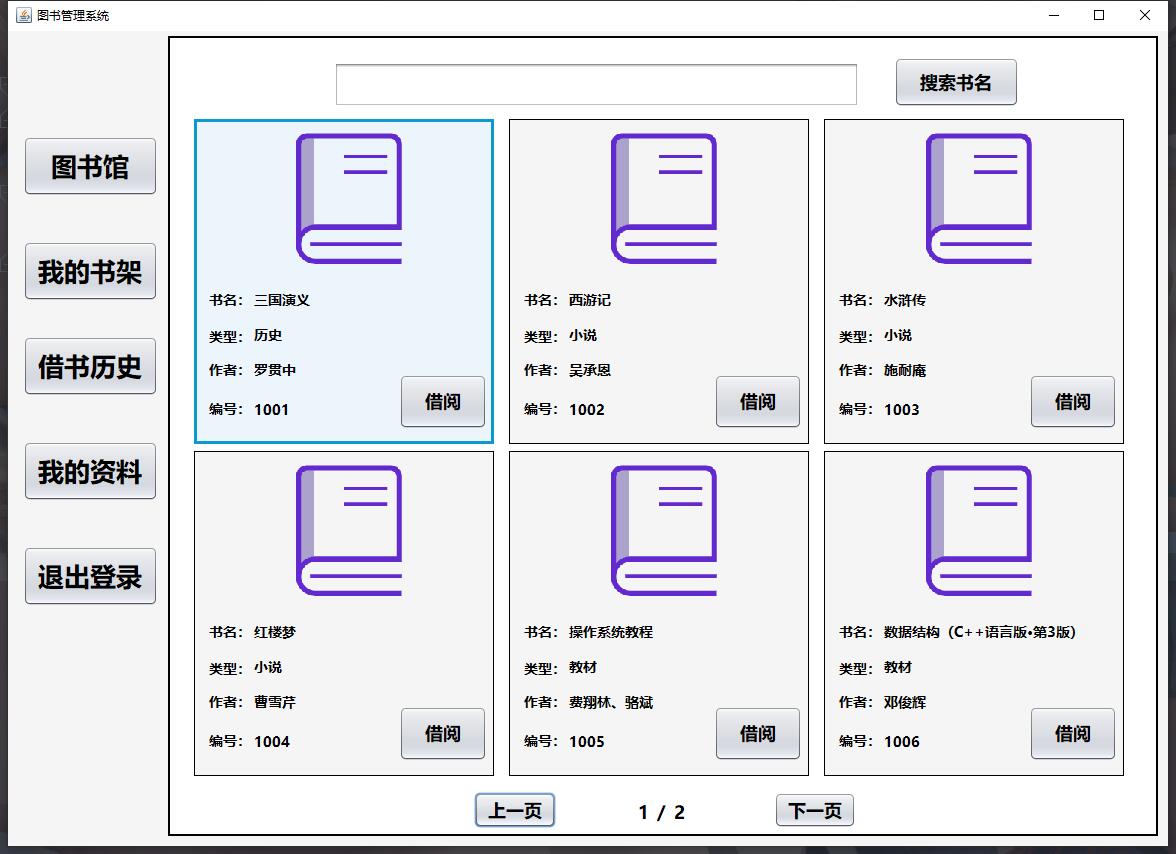 图书管理系统
搜索书名
图书馆
我的书架
借书历史
我的资料
退出登录
书名： 三国演义
类型： 历史
作者： 罗贯中
编号： 1001
借阅
书名： 西游记
类型： 小说
作者： 吴承恩
编号： 1002
借阅
书名： 水浒传
类型： 小说
作者： 施耐庵
编号： 1003
借阅
书名： 红楼梦
类型： 小说
作者： 曹雪芹
编号： 1004
借阅
书名： 操作系统教程
类型： 教材
作者： 费翔林、骆斌
编号： 1005
借阅
书名： 数据结构（C++语言版•第3版）
类型： 教材
作者： 邓俊辉
编号： 1006
借阅
上一页
1 / 2
下一页